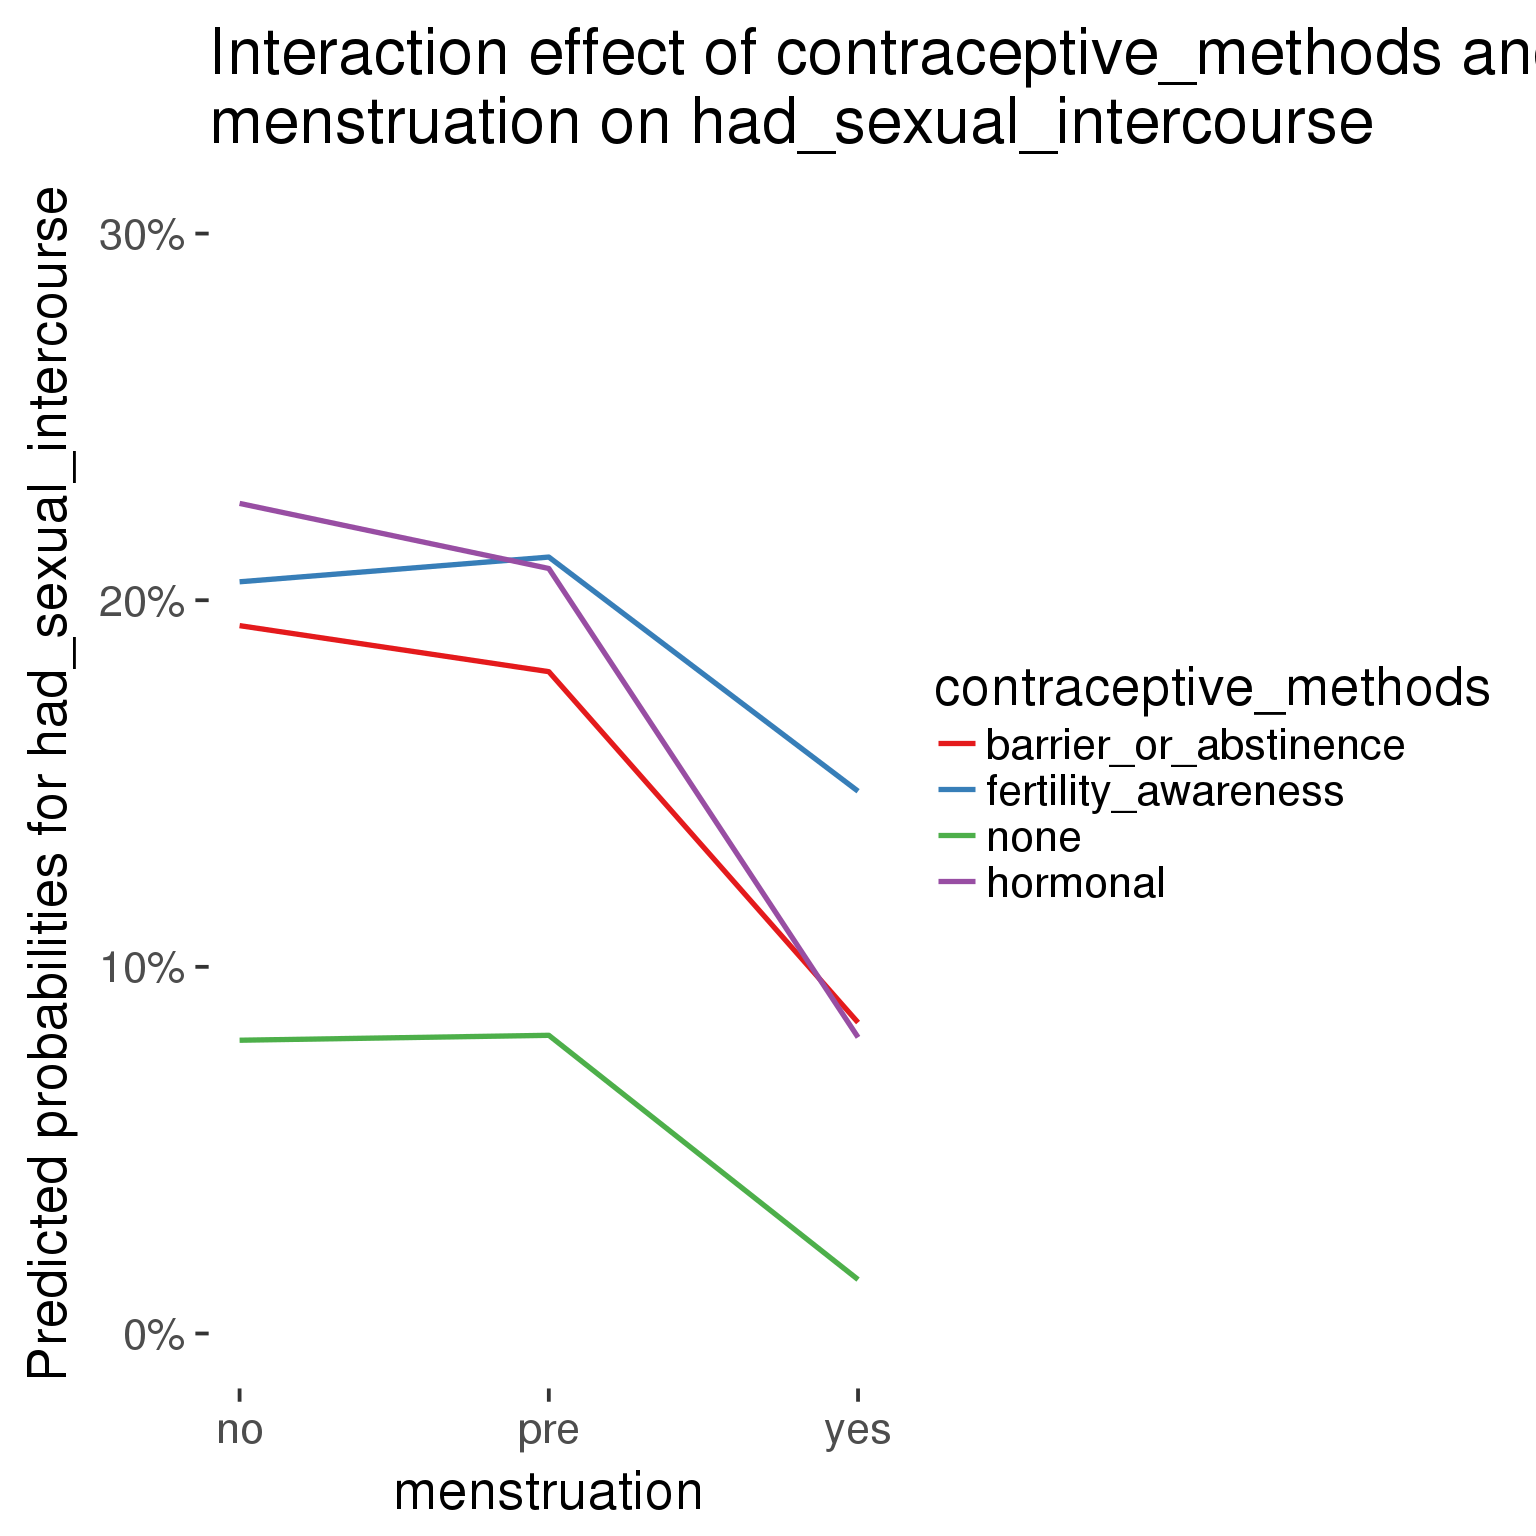 Interaction effect of contraceptive_methods an
menstruation on had_sexual_intercourse
Predicted probabilities for had_sexual_intercourse
30%
20%
10%
0%
no
pre
yes
menstruation
contraceptive_methods
barrier_or_abstinence
fertility_awareness
none
hormonal